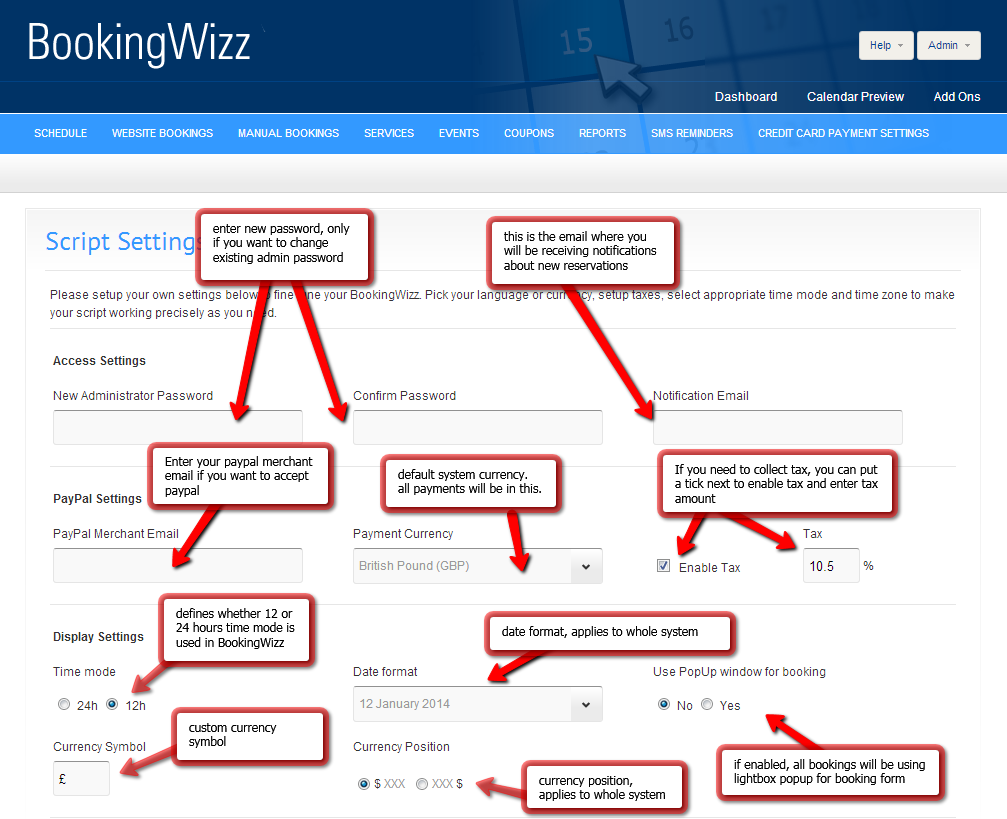 BookingWizz
15 16 17
Help
Admin
Dashboard
Calendar Preview
Add Ons
SCHEDULE
WEBSITE BOOKINGS
MANUAL BOOKINGS
SERVICES
EVENTS
COUPONS
REPORTS
SMS REMINDERS
CREDIT CARD PAYMENT SETTINGS
23
Script Settings
enter new password, only
if you want to change
existing admin password
this is the email where you
will be receiving notifications
about new reservations
Please setup your own settings below fine your BookingWizz. Pick your language or currency, setup taxes, select appropriate time mode and time zone to make
your script working precisely as you need.
Access Settings
New Administrator Password
Confirm Password
Notification Email
Enter your paypal merchant
email if you want to accept
paypal
default system currency.
all payments will be in this.
If you need to collect tax, you can put
a tick next to enable tax and enter tax
amount
PayPal Settings
PayPal Merchant Email
Payment Currency
Tax
British Pound (GBP)
Enable Tax
10.5 %
defines whether 12 or
24 hours time mode is
used in BookingWizz
date format, applies to whole system
Display Settings
Time mode
Date format
Use PopUp window for booking
24h 12h
12 January 2014
No Yes
custom currency
symbol
Currency Symbol
Currency Position
£
$ XXX XXX $
currency position,
applies to whole system
if enabled, all bookings will be using
lightbox popup for booking form